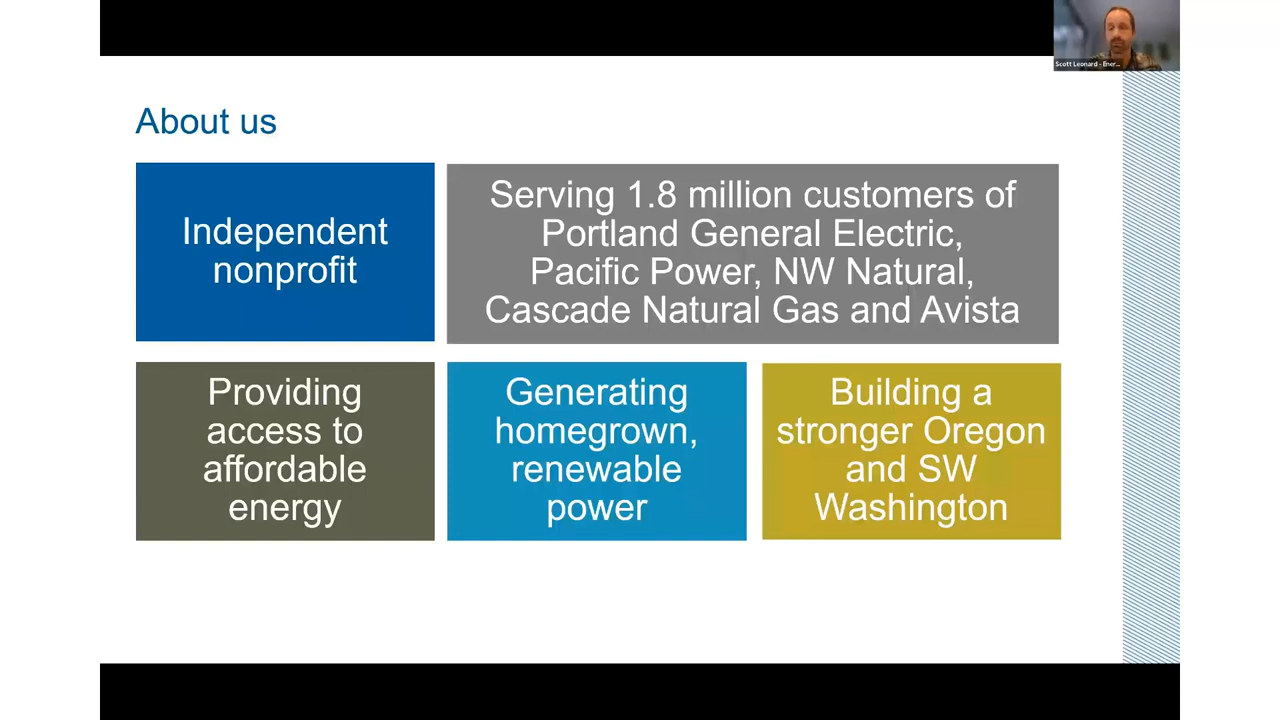 Scott Leonard - Ener...
About us
Independent
nonprofit
Serving 1.8 million customers of
Portland General Electric,
Pacific Power, NW Natural,
Cascade Natural Gas and Avista
Providing
access to
affordable
energy
Generating
homegrown,
renewable
power
Building a
stronger Oregon
and SW
Washington